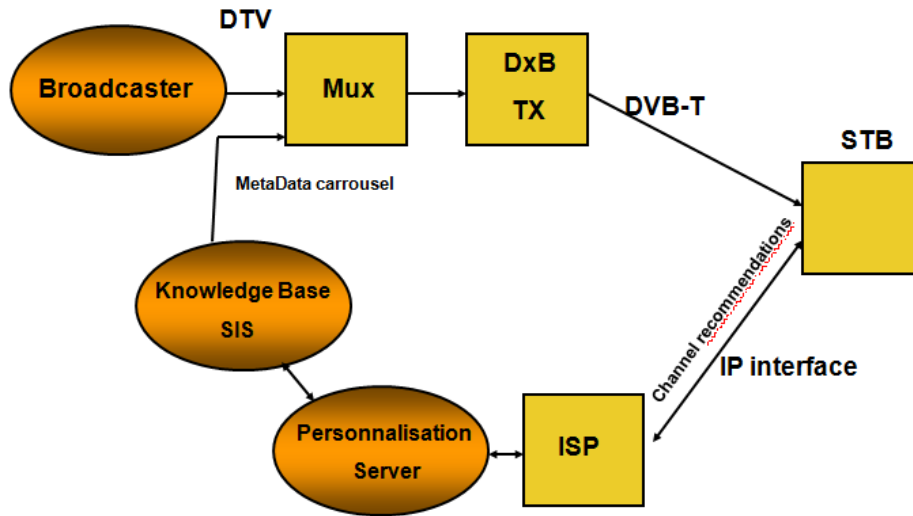 DTV
Broadcaster
Mux
DxB
TX
DVB-T
STB
MetaData carrousel
Knowledge Base
SIS
Channel recommendations
IP interface
Personnalisation
Server
ISP